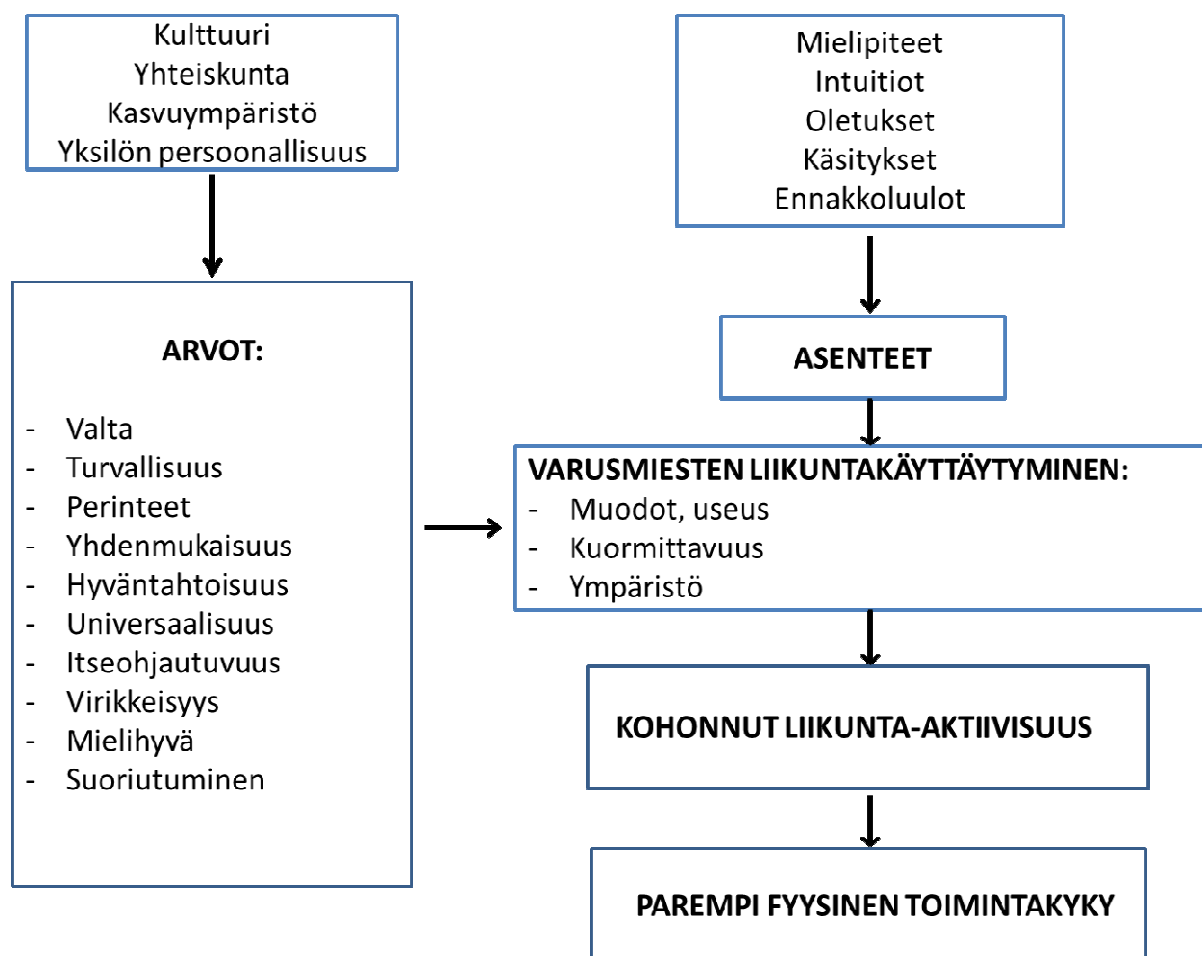 Kulttuuri
Yhteiskunta
Kasvuympäristö
Yksilön persoonallisuus
ARVOT:
- Valta
- Turvallisuus
- Perinteet
- Yhdenmukaisuus
- Hyväntahtoisuus
- Universaalisuus
- Itseohjautuvuus
- Virikkeisyys
- Mielihyvä
- Suoriutuminen
Mielipiteet
Intuitiot
Oletukset
Käsitykset
Ennakkoluulot
ASENTEET
VARUSMIESTEN LIIKUNTAKÄYTTÄYTYMINEN:
- Muodot, useus
- Kuormittavuus
- Ympäristö
KOHONNUT LIIKUNTA-AKTIIVISUUS
PAREMPI FYYSINEN TOIMINTAKYKY